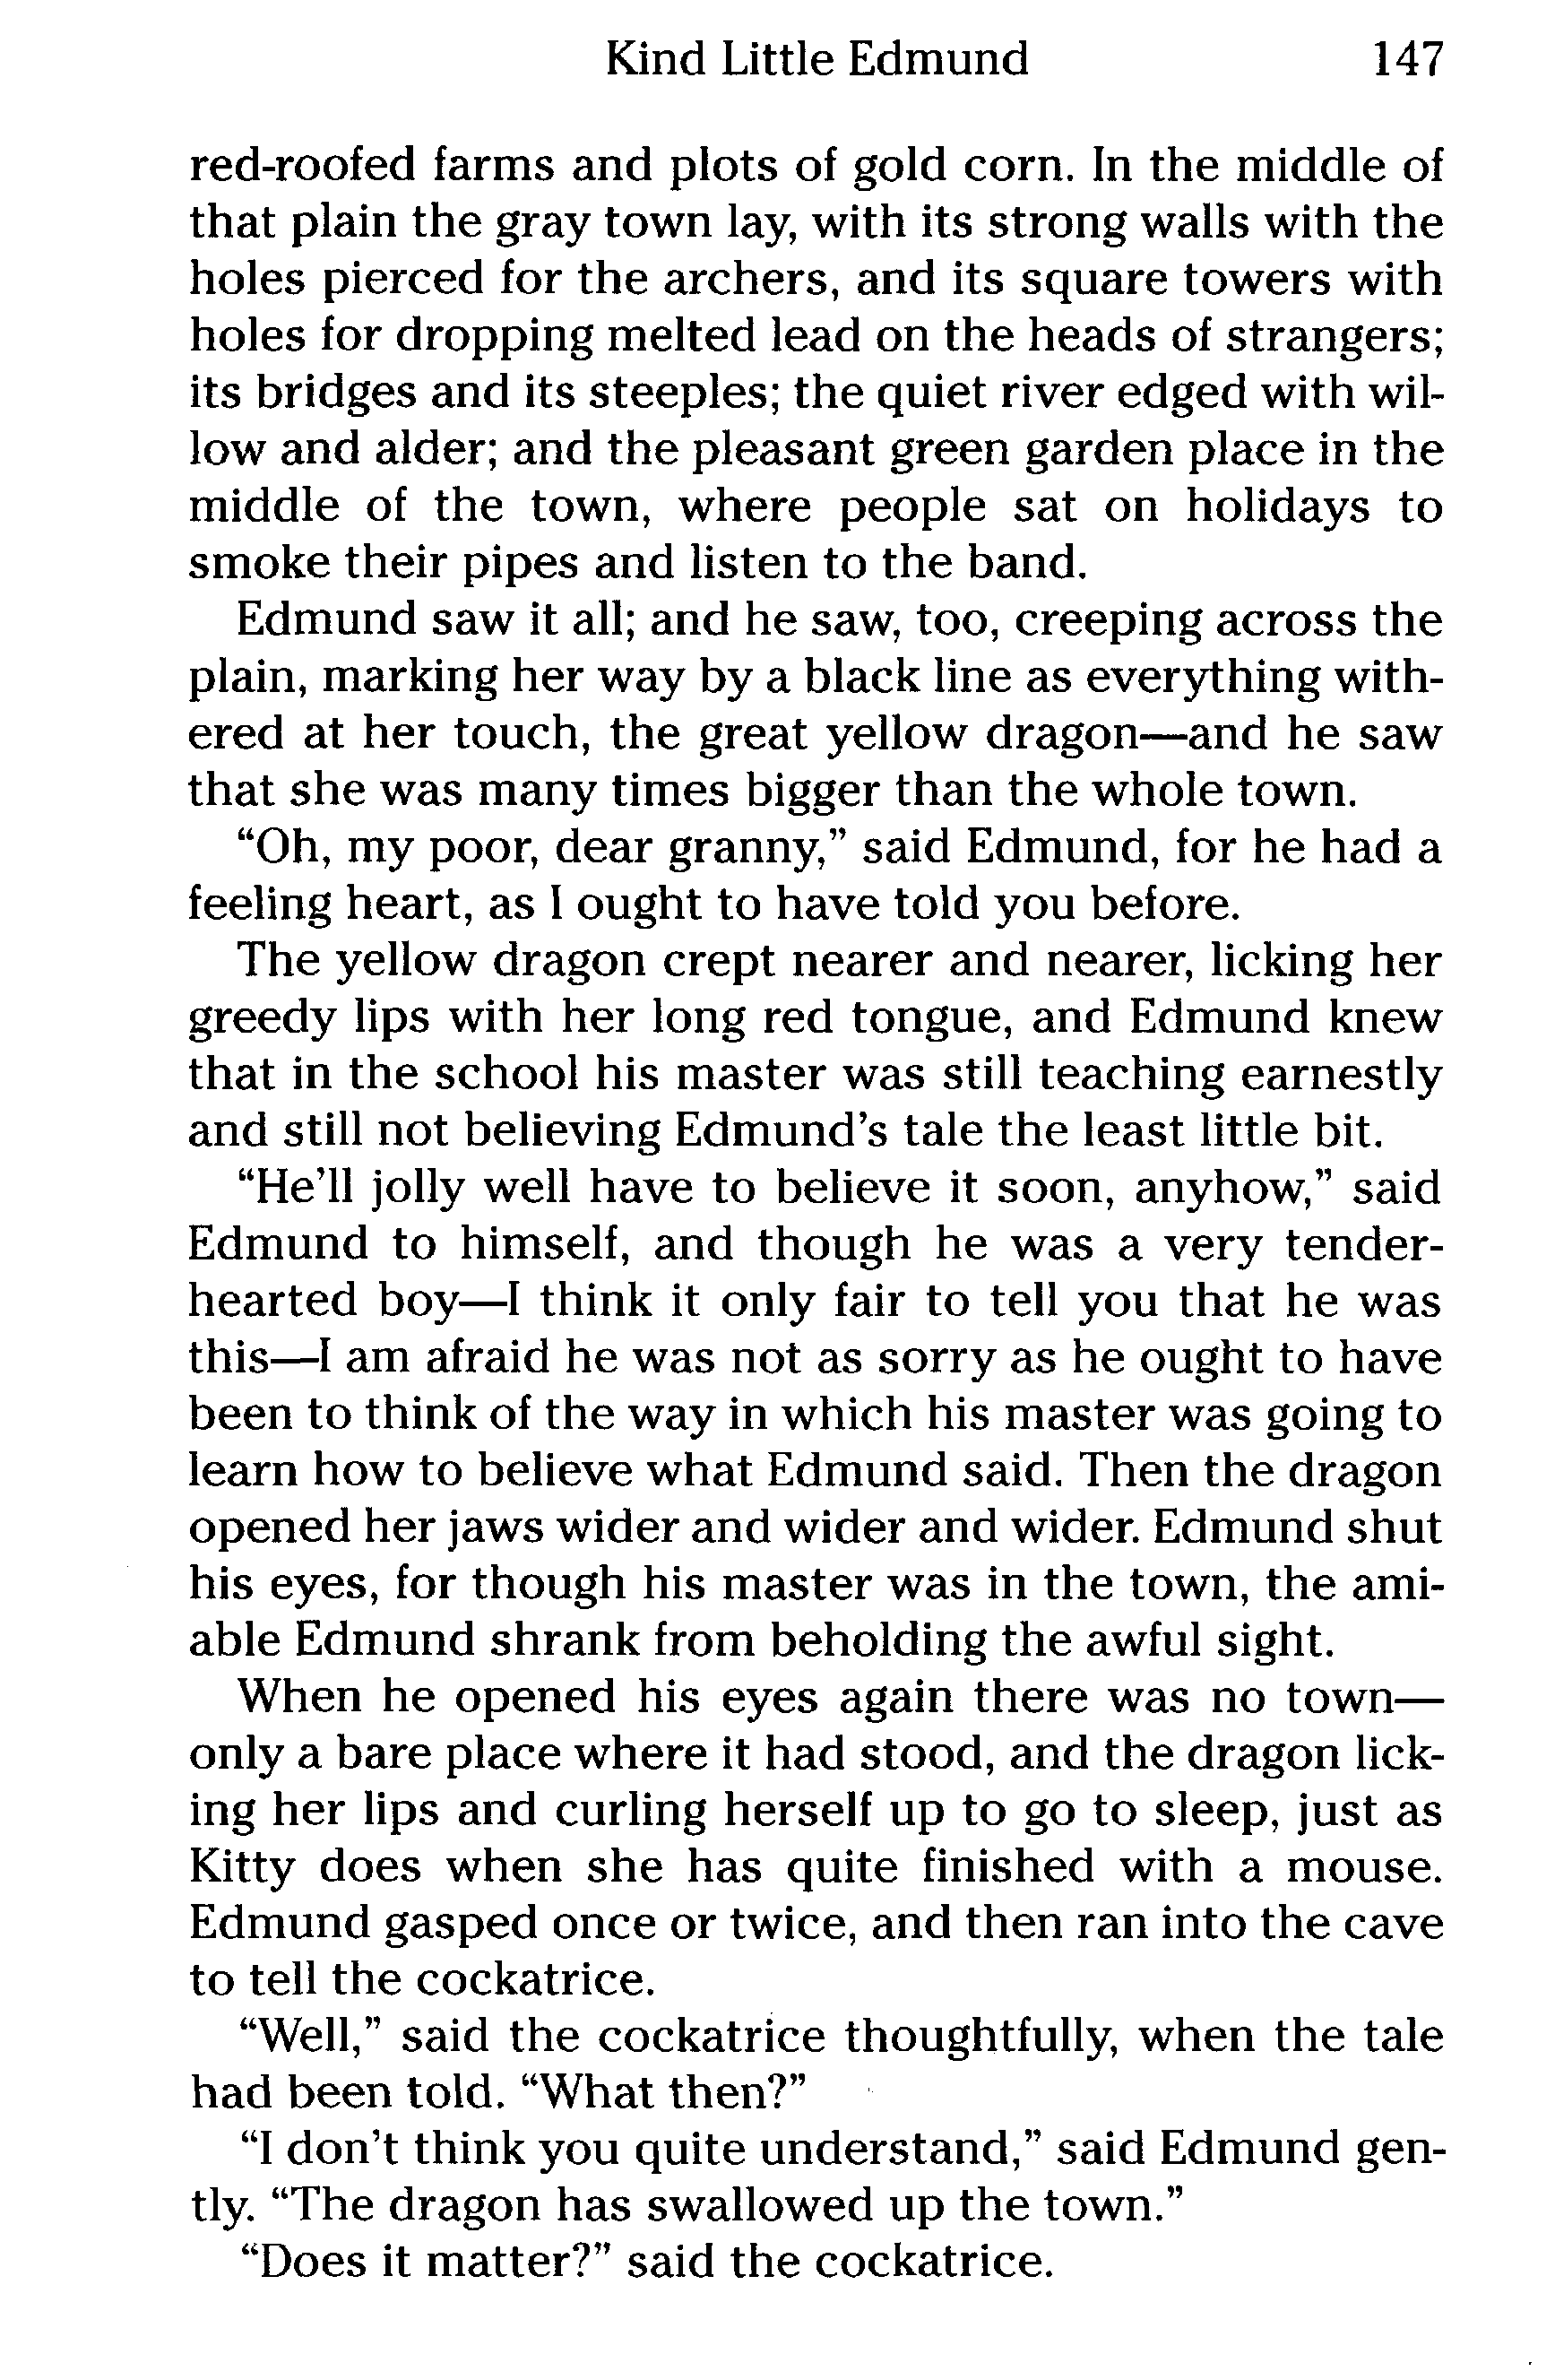 Kind Little Edmund 147
red-roofed farms and plots of gold corn. In the middle of
that plain the gray town lay, with its strong walls with the
holes pierced for the archers, and its square towers with
holes for dropping melted lead on the heads of strangers;
its bridges and its steeples; the quiet river edged with wil-
low and alder; and the pleasant green garden place in the
middle of the town, where people sat on holidays to
smoke their pipes and listen to the band.
Edmund saw it all; and he saw, too, creeping across the
plain, marking her way by a black line as everything with-
ered at her touch, the great yellow dragon—and he saw
that she was many times bigger than the whole town.
“Oh, my poor, dear granny,” said Edmund, for he had a
feeling heart, as I ought to have told you before.
The yellow dragon crept nearer and nearer, licking her
greedy lips with her long red tongue, and Edmund knew
that in the school his master was still teaching earnestly
and still not believing Edmund’s tale the least little bit.
“He’ll jolly well have to believe it soon, anyhow,” said
Edmund to himself, and though he was a very tender-
hearted boy—I think it only fair to tell you that he was
this—I am afraid he was not as sorry as he ought to have
been to think of the way in which his master was going to
learn how to believe what Edmund said. Then the dragon
opened her jaws wider and wider and wider. Edmund shut
his eyes, for though his master was in the town, the ami-
able Edmund shrank from beholding the awful sight.
When he opened his eyes again there was no town—
only a bare place where it had stood, and the dragon lick-
ing her lips and curling herself up to go to sleep, just as
Kitty does when she has quite finished with a mouse.
Edmund gasped once or twice, and then ran into the cave
to tell the cockatrice.
“Well,” said the cockatrice thoughtfully, when the tale
had been told. “What then?”
“I don’t think you quite understand,” said Edmund gen-
tly. “The dragon has swallowed up the town.”
“Does it matter?” said the cockatrice.